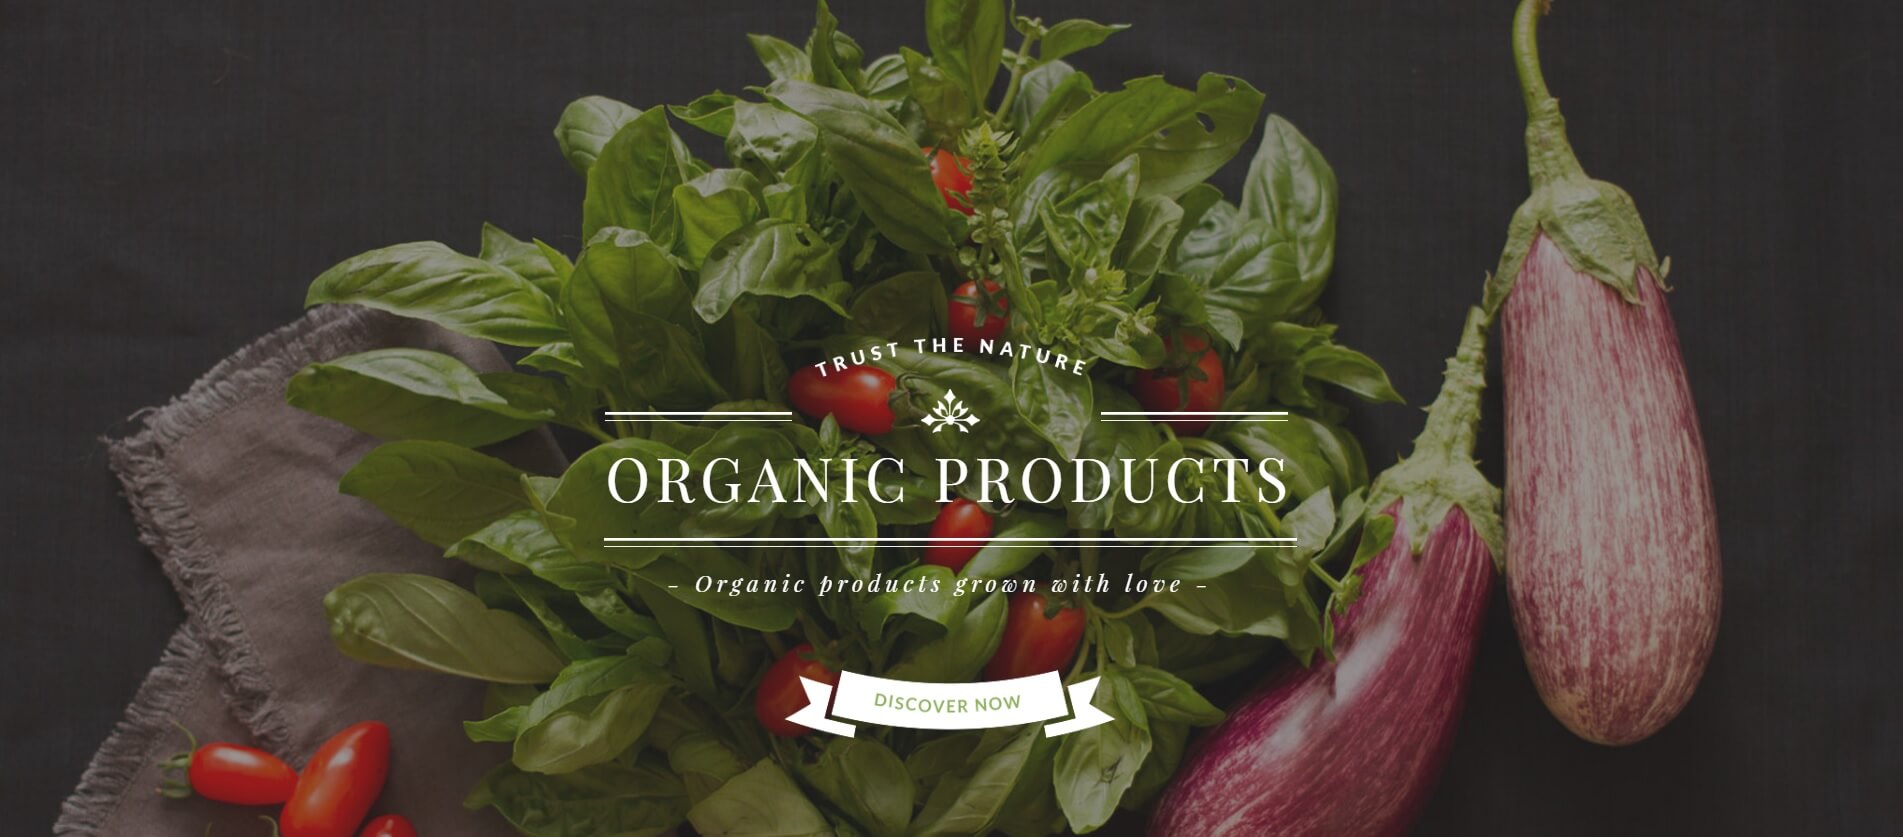 TRUST THE NATURE
ORGANIC PRODUCTS
- Organic products grown with love -
DISCOVER NOW